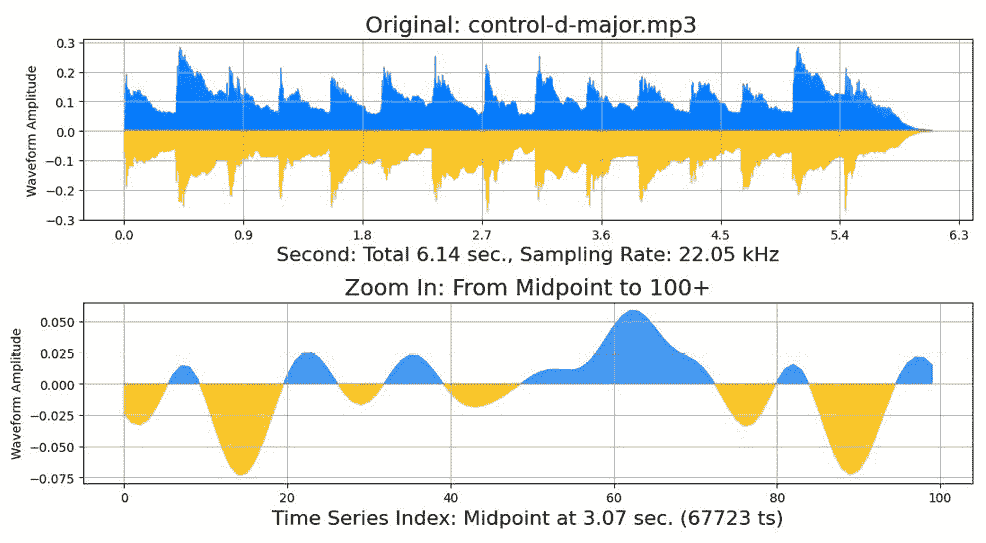 Original: control-d-major.mp3
Waveform Amplitude
0.3
0.2
0.1
0.0
−0.1
−0.2
−0.3
0.0 0.9 1.8 2.7 3.6 4.5 5.4 6.3
Second: Total 6.14 sec., Sampling Rate: 22.05 kHz
Zoom In: From Midpoint to 100+
Waveform Amplitude
0.050
0.025
0.000
−0.025
−0.050
−0.075
0 20 40 60 80 100
Time Series Index: Midpoint at 3.07 sec. (67723 ts)